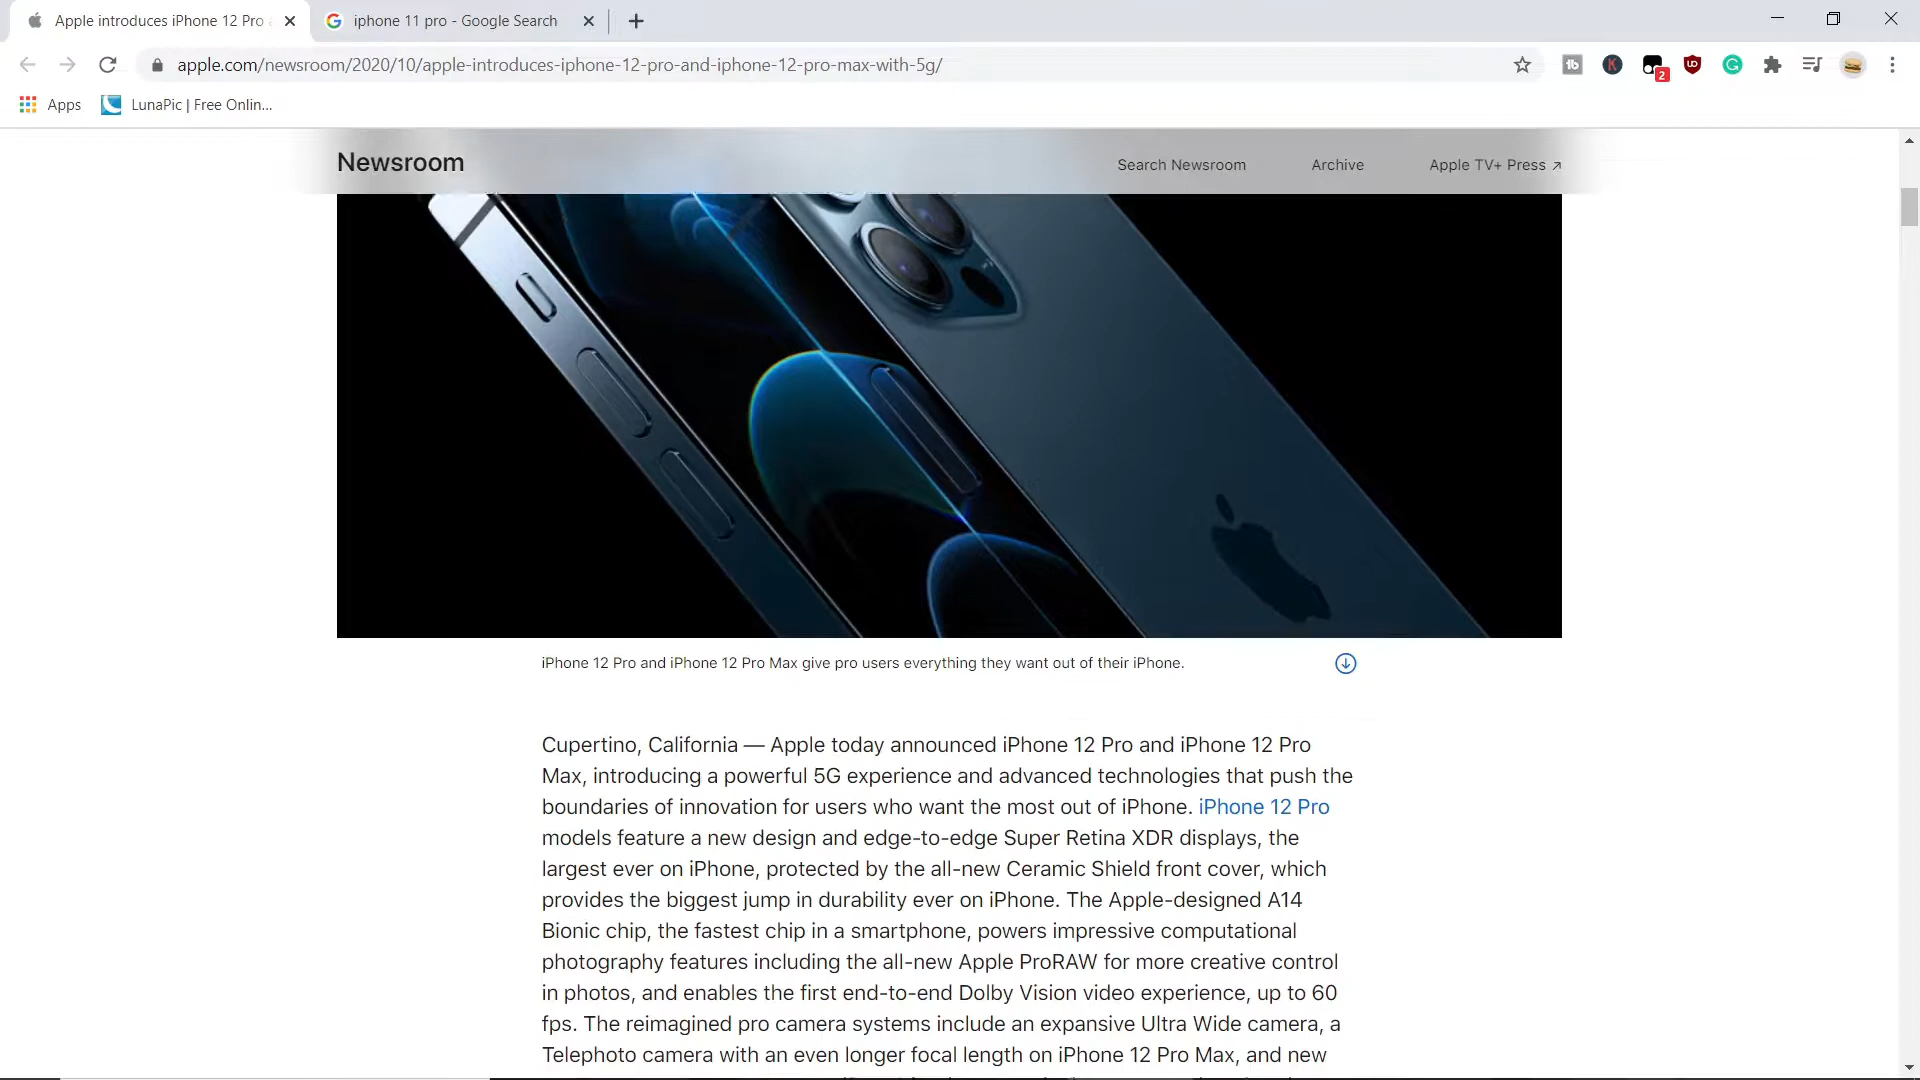 Apple introduces iPhone 12 Pro
iphone 11 pro - Google Search
apple.com/newsroom/2020/10/apple-introduces-iphone-12-pro-and-iphone-12-pro-max-with-5g/
2
Apps
LunaPic | Free Onlin...
Newsroom
Search Newsroom
Archive
Apple TV+ Press
iPhone 12 Pro and iPhone 12 Pro Max give pro users everything they want out of their iPhone.
Cupertino, California — Apple today announced iPhone 12 Pro and iPhone 12 Pro
Max, introducing a powerful 5G experience and advanced technologies that push the
boundaries of innovation for users who want the most out of iPhone. iPhone 12 Pro
models feature a new design and edge-to-edge Super Retina XDR displays, the
largest ever on iPhone, protected by the all-new Ceramic Shield front cover, which
provides the biggest jump in durability ever on iPhone. The Apple-designed A14
Bionic chip, the fastest chip in a smartphone, powers impressive computational
photography features including the all-new Apple ProRAW for more creative control
in photos, and enables the first end-to-end Dolby Vision video experience, up to 60
fps. The reimagined pro camera systems include an expansive Ultra Wide camera, a
Telephoto camera with an even longer focal length on iPhone 12 Pro Max, and new